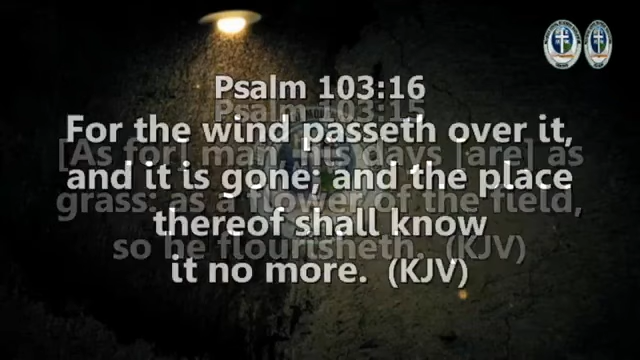 Psalm 103:16
For the wind passeth over it,
and it is gone; and the place
thereof shall know
it no more. (KJV)
Psalm 103:15
[As for] man, his days [are] as
grass: as a flower of the field,
so he flourisheth. (KJV)